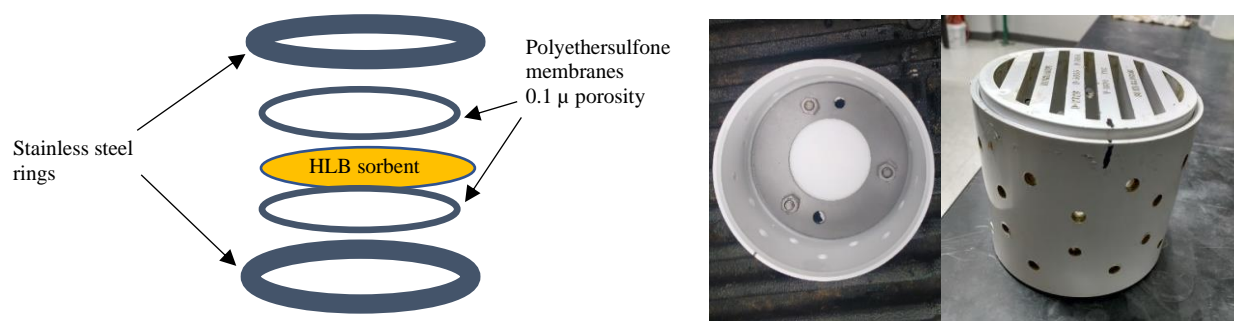 Polyethersulfone
membranes
0.1 µ porosity
Stainless steel
rings
HLB sorbent